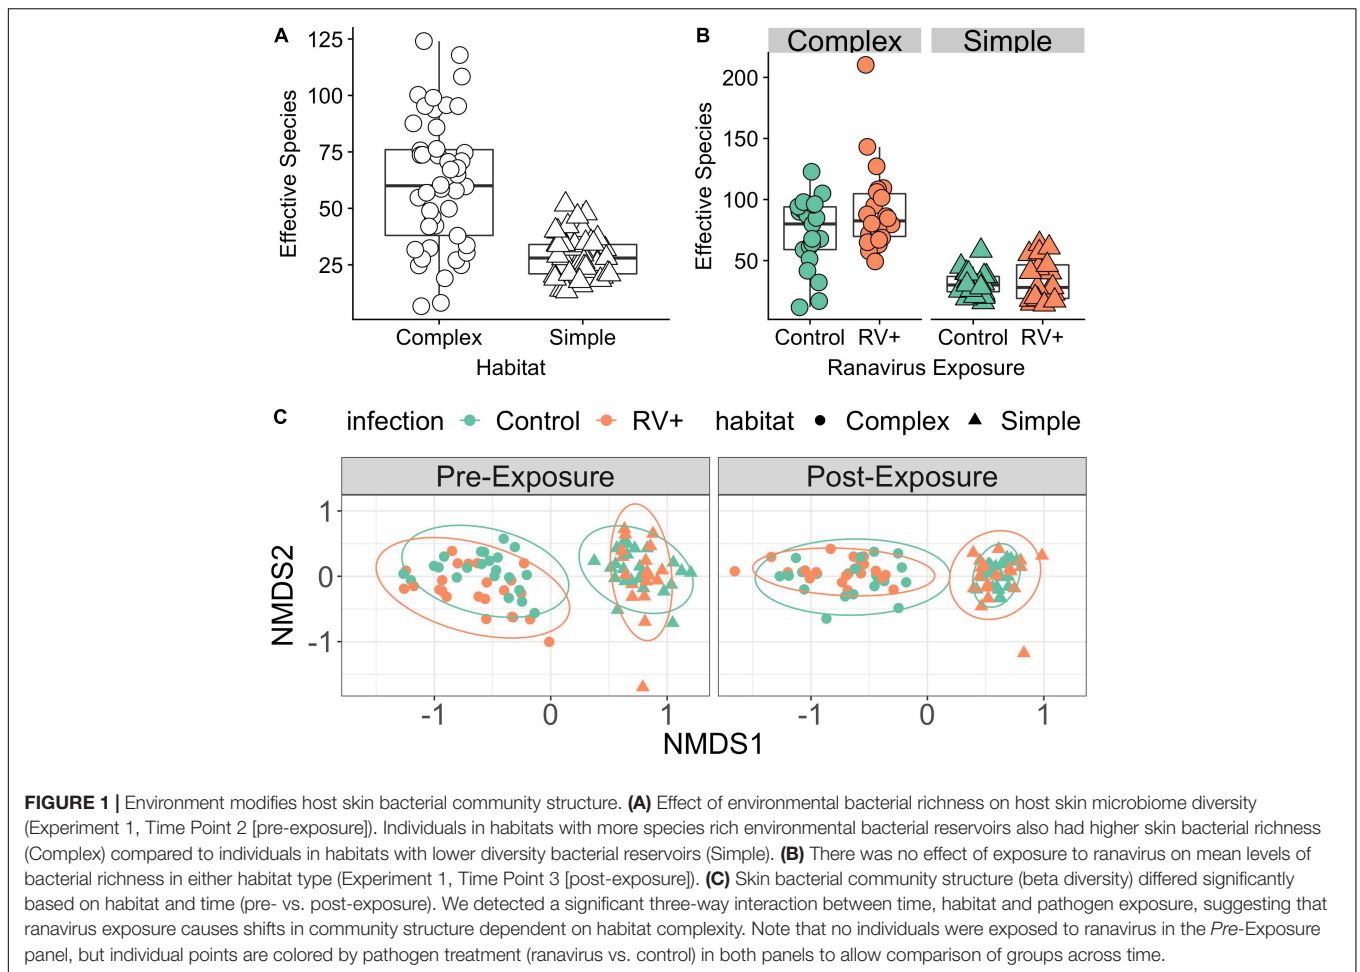 A
125
100
75
50
25
Effective Species
Complex
Simple
Habitat
B
Complex
Simple
200
150
100
50
Effective Species
Control
RV+
Control
RV+
Ranavirus Exposure
C
infection Control RV+ habitat Complex Simple
Pre-Exposure
Post-Exposure
1
0
-1
NMDS2
-1 0 1
-1 0 1
NMDS1
FIGURE 1 | Environment modifies host skin bacterial community structure. (A) Effect of environmental bacterial richness on host skin microbiome diversity
(Experiment 1, Time Point 2 [pre-exposure]). Individuals in habitats with more species rich environmental bacterial reservoirs also had higher skin bacterial richness
(Complex) compared to individuals in habitats with lower diversity bacterial reservoirs (Simple). (B) There was no effect of exposure to ranavirus on mean levels of
bacterial richness in either habitat type (Experiment 1, Time Point 3 [post-exposure]). (C) Skin bacterial community structure (beta diversity) differed significantly
based on habitat and time (pre- vs. post-exposure). We detected a significant three-way interaction between time, habitat and pathogen exposure, suggesting that
ranavirus exposure causes shifts in community structure dependent on habitat complexity. Note that no individuals were exposed to ranavirus in the Pre-Exposure
panel, but individual points are colored by pathogen treatment (ranavirus vs. control) in both panels to allow comparison of groups across time.